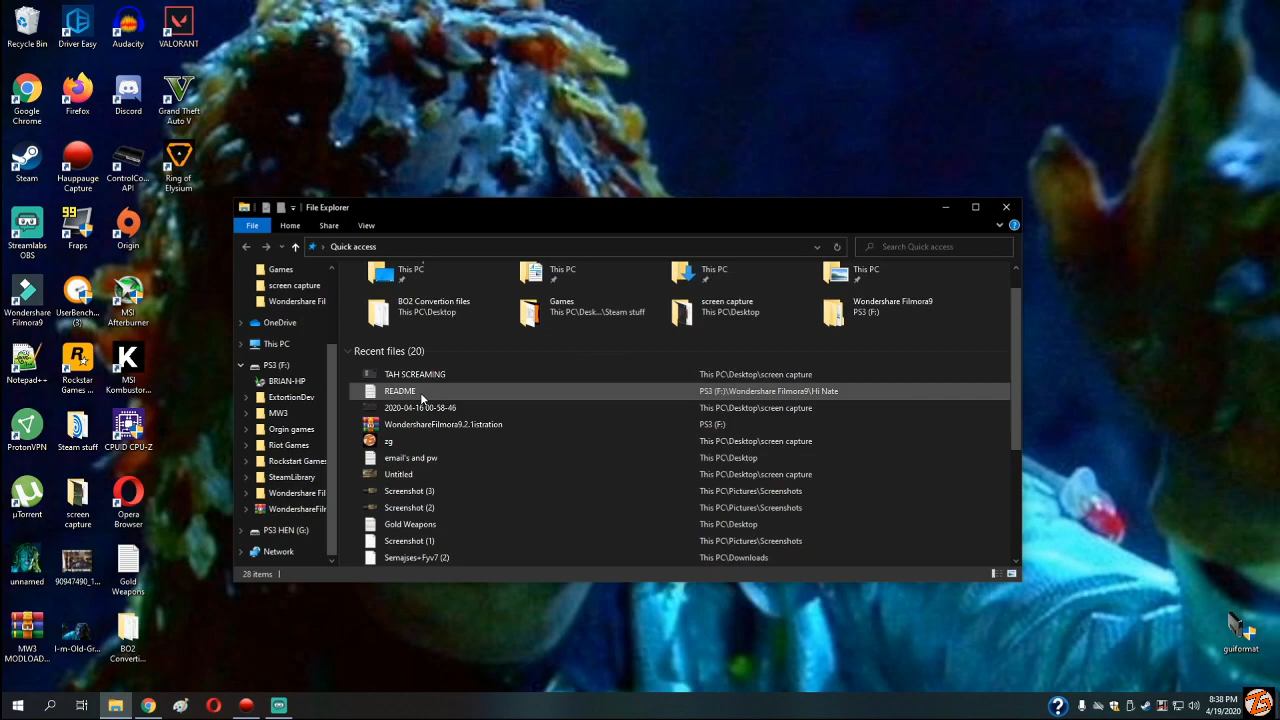 Recycle Bin
Driver Easy
Audacity
VALORANT
Google Chrome
Firefox
Discord
Grand Theft Auto V
Steam
Hauppauge Capture
ControlCo... API
Ring of Elysium
Streamlabs OBS
99
Fraps
Origin
Wondershare Filmora9
UserBench... (3)
MSI Afterburner
Notepad++
Rockstar Games ...
MSI Kombustor...
ProtonVPN
Steam stuff
CPUID CPU-Z
µTorrent
screen capture
Opera Browser
unnamed
90947490_1...
Gold Weapons
MW3 MODLOAD...
I-m-Old-Gr...
BO2 Converti...
guiformat
File Explorer
File
Home
Share
View
Quick access
Search Quick access
Games
screen capture
Wondershare Fil
OneDrive
This PC
PS3 (F:)
BRIAN-HP
ExtortionDev
MW3
Orgin games
Riot Games
Rockstart Games
SteamLibrary
Wondershare Fil
WondershareFilm
PS3 HEN (G:)
Network
This PC
This PC
This PC
This PC
BO2 Convertion files
This PC\Desktop
Games
This PC\Desk...\Steam stuff
screen capture
This PC\Desktop
Wondershare Filmora9
PS3 (F:)
Recent files (20)
TAH SCREAMING This PC\Desktop\screen capture
README PS3 (F:)\Wondershare Filmora9\Hi Nate
2020-04-16 00-58-46 This PC\Desktop\screen capture
WondershareFilmora9.2.1istration PS3 (F:)
zg This PC\Desktop\screen capture
email's and pw This PC\Desktop
Untitled This PC\Desktop\screen capture
Screenshot (3) This PC\Pictures\Screenshots
Screenshot (2) This PC\Pictures\Screenshots
Gold Weapons This PC\Desktop
Screenshot (1) This PC\Pictures\Screenshots
Semajses+Fyv7 (2) This PC\Downloads
28 items
8:38 PM
4/19/2020